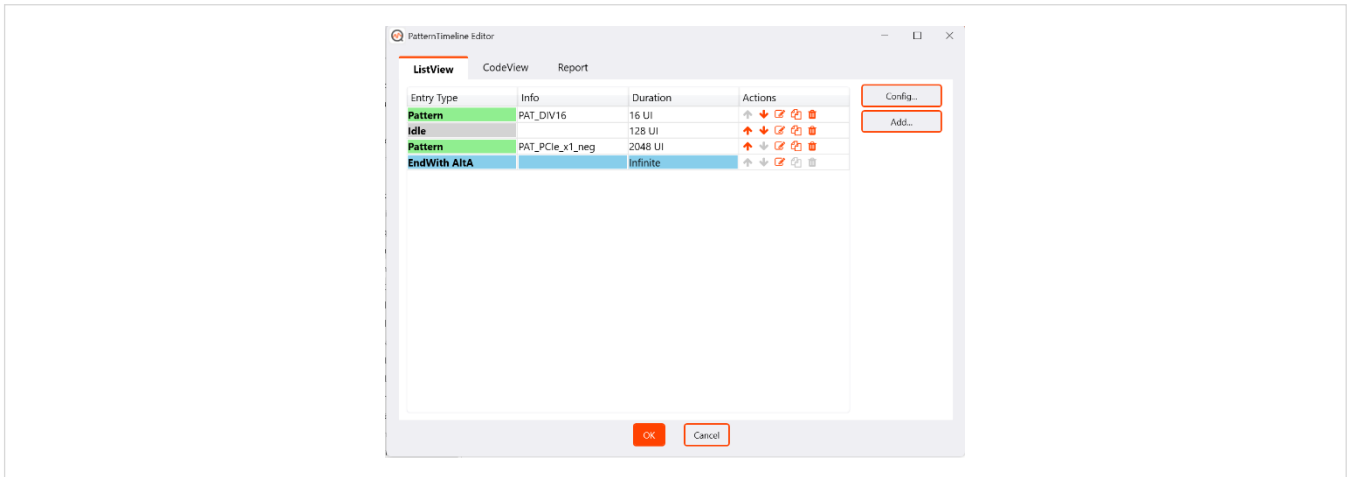 PatternTimeline Editor
ListView CodeView Report
Entry Type Info Duration Actions Config...
Pattern PAT_DIV16 16 UI Add...
Idle 128 UI
Pattern PAT_PCIe_x1_neg 2048 UI
EndWith AltA Infinite
OK Cancel